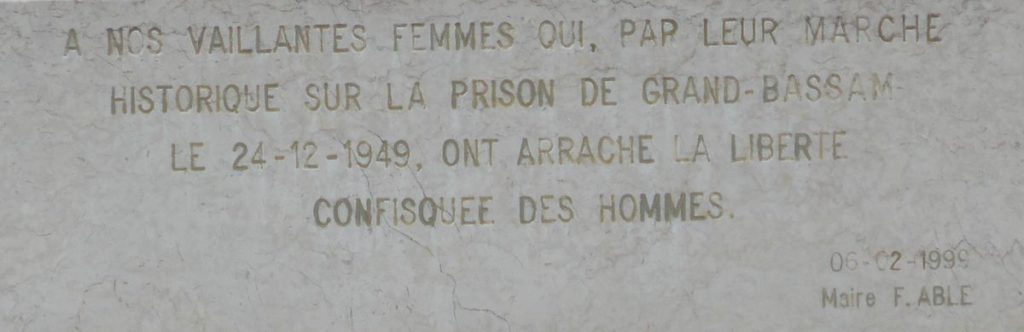 A NOS VAILLANTES FEMMES QUI, PAR LEUR MARCHE
HISTORIQUE SUR LA PRISON DE GRAND-BASSAM
LE 24-12-1949, ONT ARRACHE LA LIBERTE
CONFISQUEE DES HOMMES.
06-02-1999
Maire F. ABLE